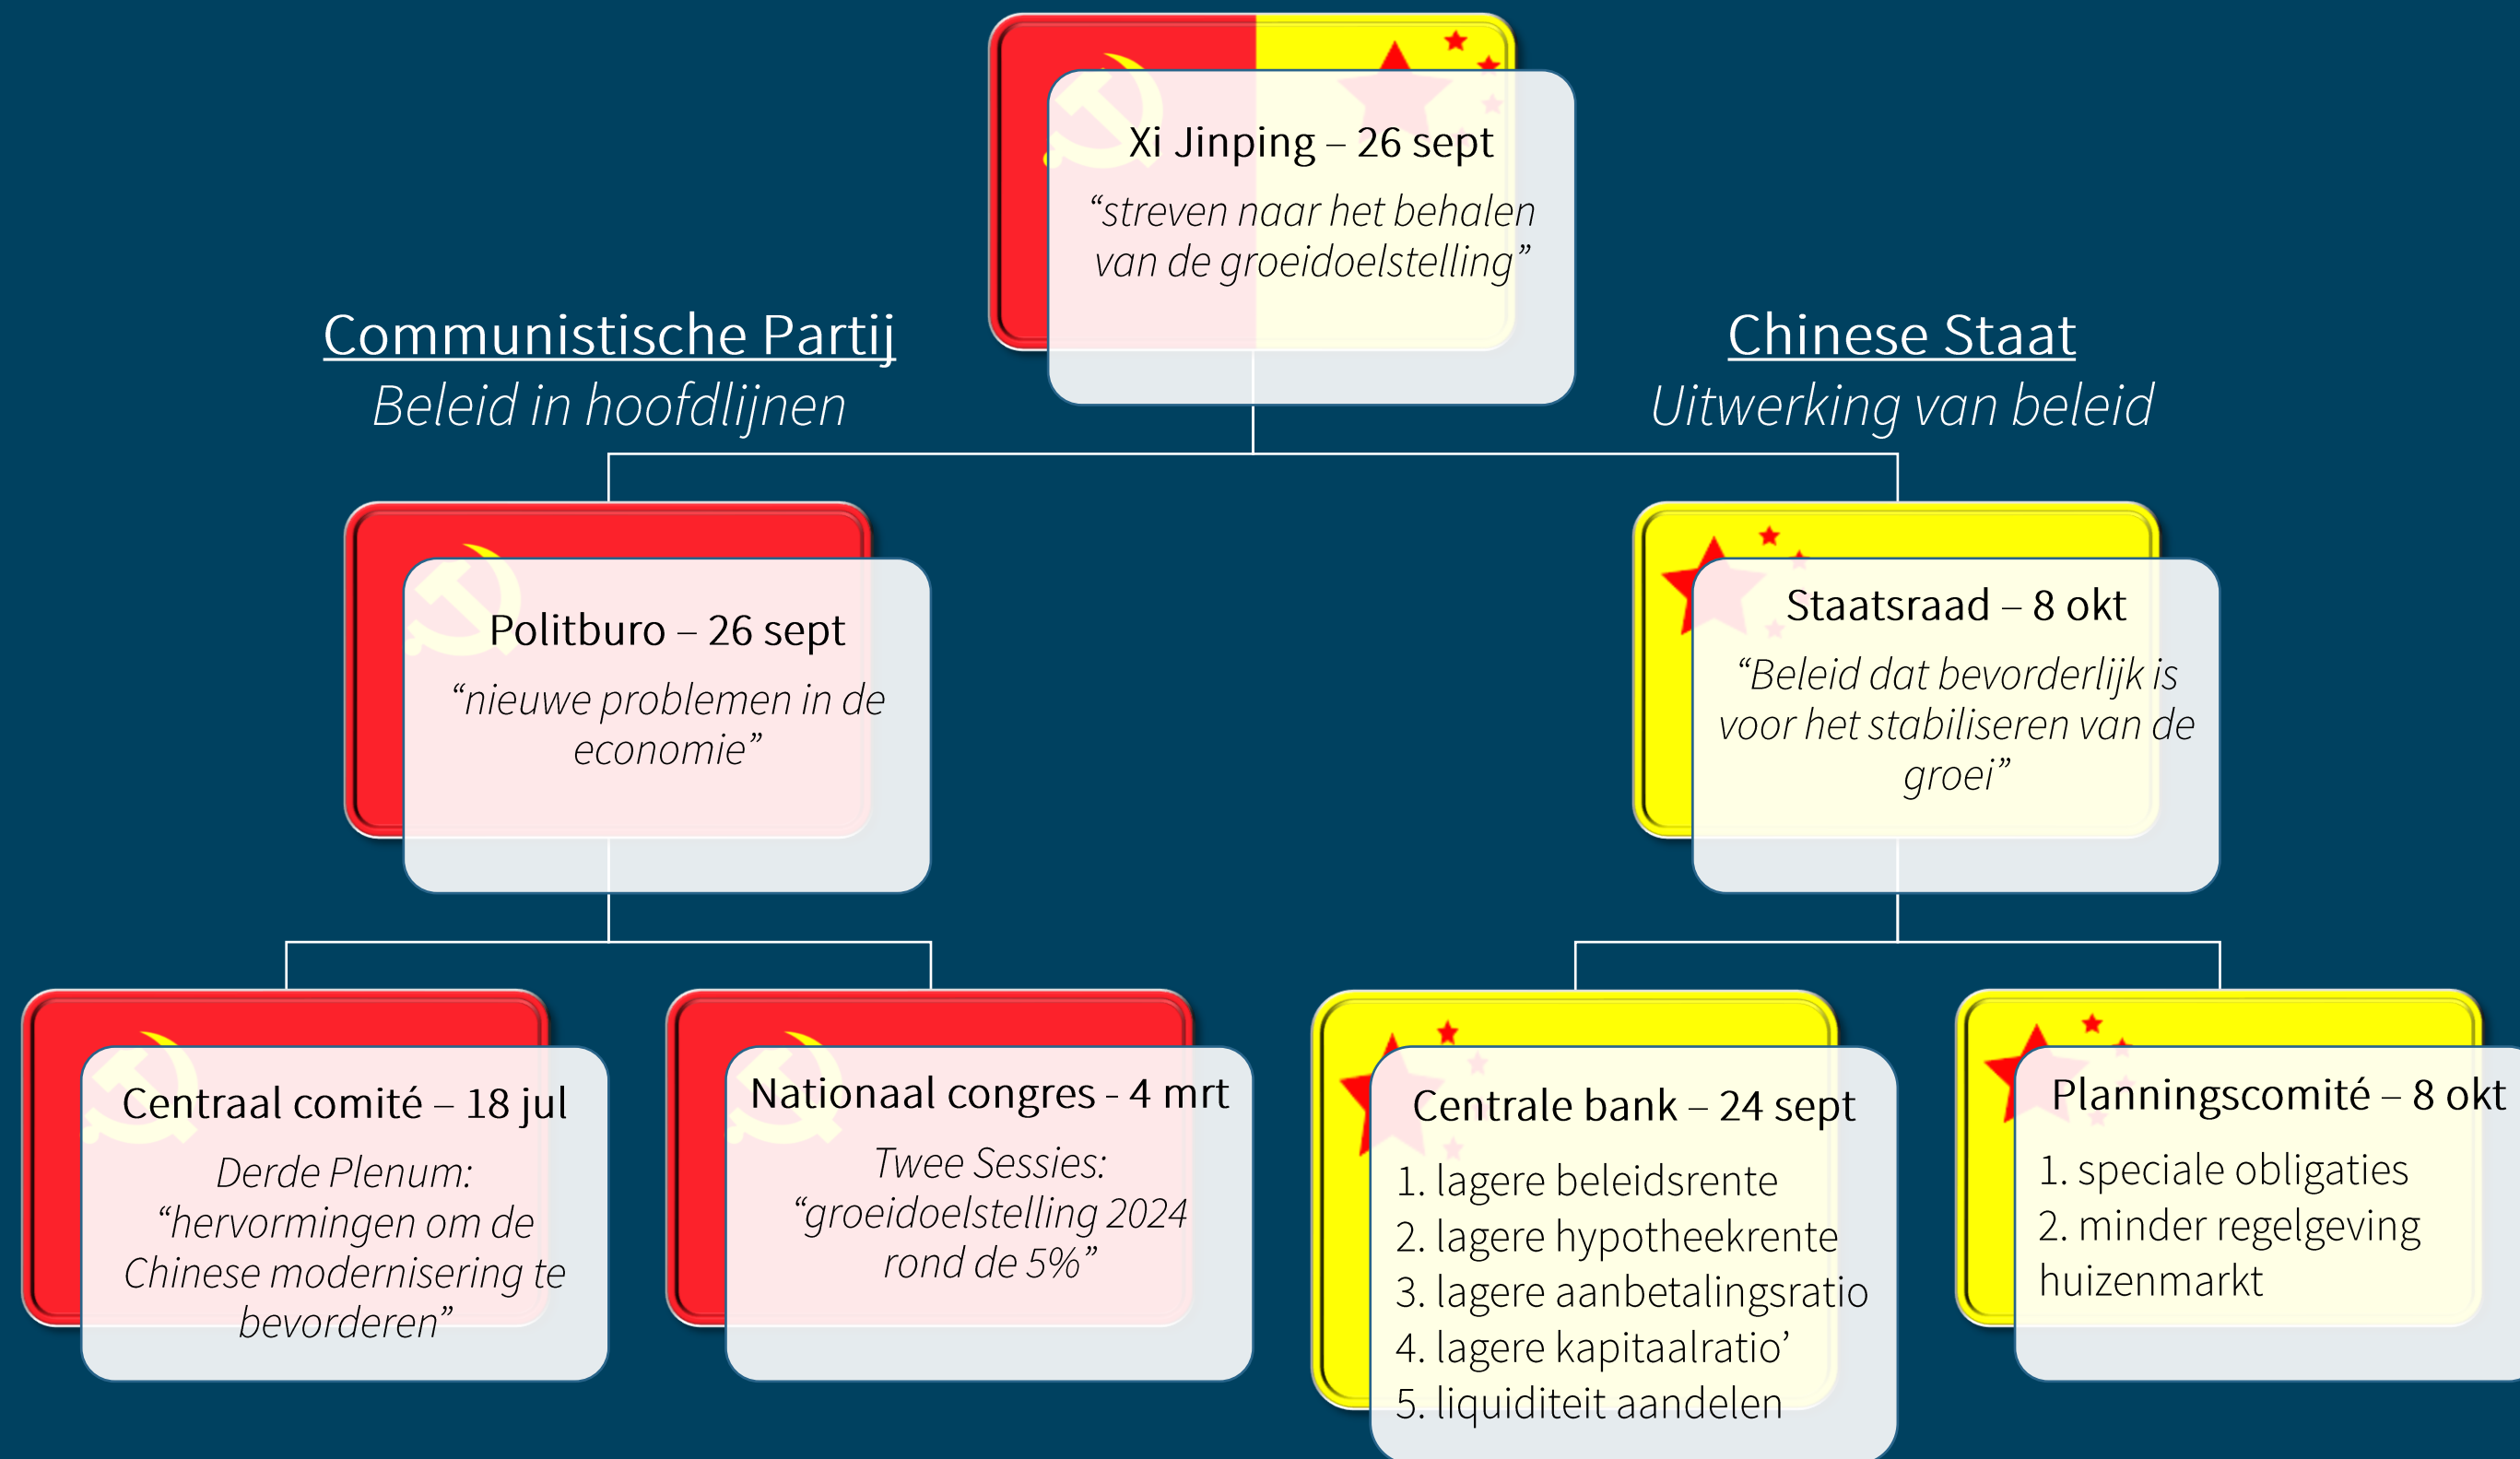 Xi Jinping – 26 sept
“streven naar het behalen
van de groeidoelstelling”
Communistische Partij
Beleid in hoofdlijnen
Chinese Staat
Uitwerking van beleid
Politburo – 26 sept
“nieuwe problemen in de
economie”
Staatsraad – 8 okt
“Beleid dat bevorderlijk is
voor het stabiliseren van de
groei”
Centraal comité – 18 jul
Derde Plenum:
“hervormingen om de
Chinese modernisering te
bevorderen”
Nationaal congres - 4 mrt
Twee Sessies:
“groeidoelstelling 2024
rond de 5%”
Centrale bank – 24 sept
1. lagere beleidsrente
2. lagere hypotheekrente
3. lagere aanbetalingsratio
4. lagere kapitaalratio’
5. liquiditeit aandelen
Planningscomité – 8 okt
1. speciale obligaties
2. minder regelgeving
huizenmarkt